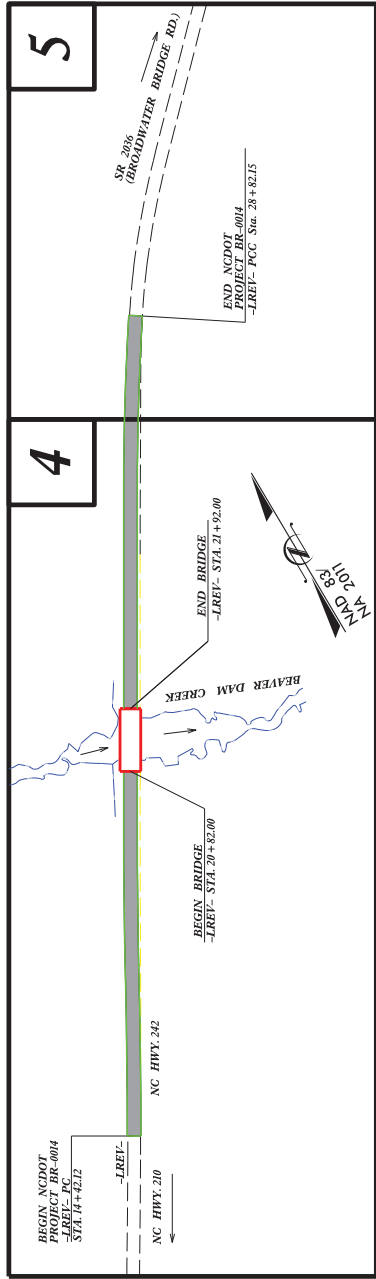 5
SR 2036
(BROADWATER BRIDGE RD.)
END NCDOT
PROJECT BR-0014
-LREV- PCC Sta. 28+82.15
4
END BRIDGE
-LREV- STA. 21+92.00
NAD 83/
NA 2011
BEAVER DAM CREEK
BEGIN BRIDGE
-LREV- STA. 20+82.00
NC HWY. 242
BEGIN NCDOT
PROJECT BR-0014
-LREV- PC
STA. 14+42.12
-LREV-
NC HWY. 210